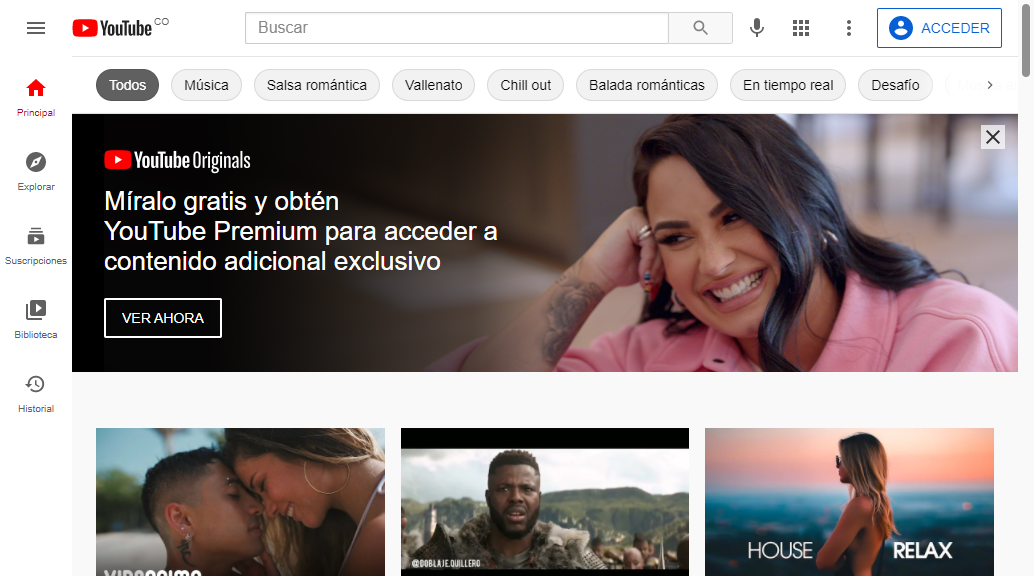 YouTube CO
Buscar
ACCEDER
Todos
Música
Salsa romántica
Vallenato
Chill out
Balada románticas
En tiempo real
Desafío
Principal
Explorar
Suscripciones
Biblioteca
Historial
YouTube Originals
Míralo gratis y obtén
YouTube Premium para acceder a
contenido adicional exclusivo
VER AHORA
@DOBLAJE.QUILLERO
HOUSE RELAX